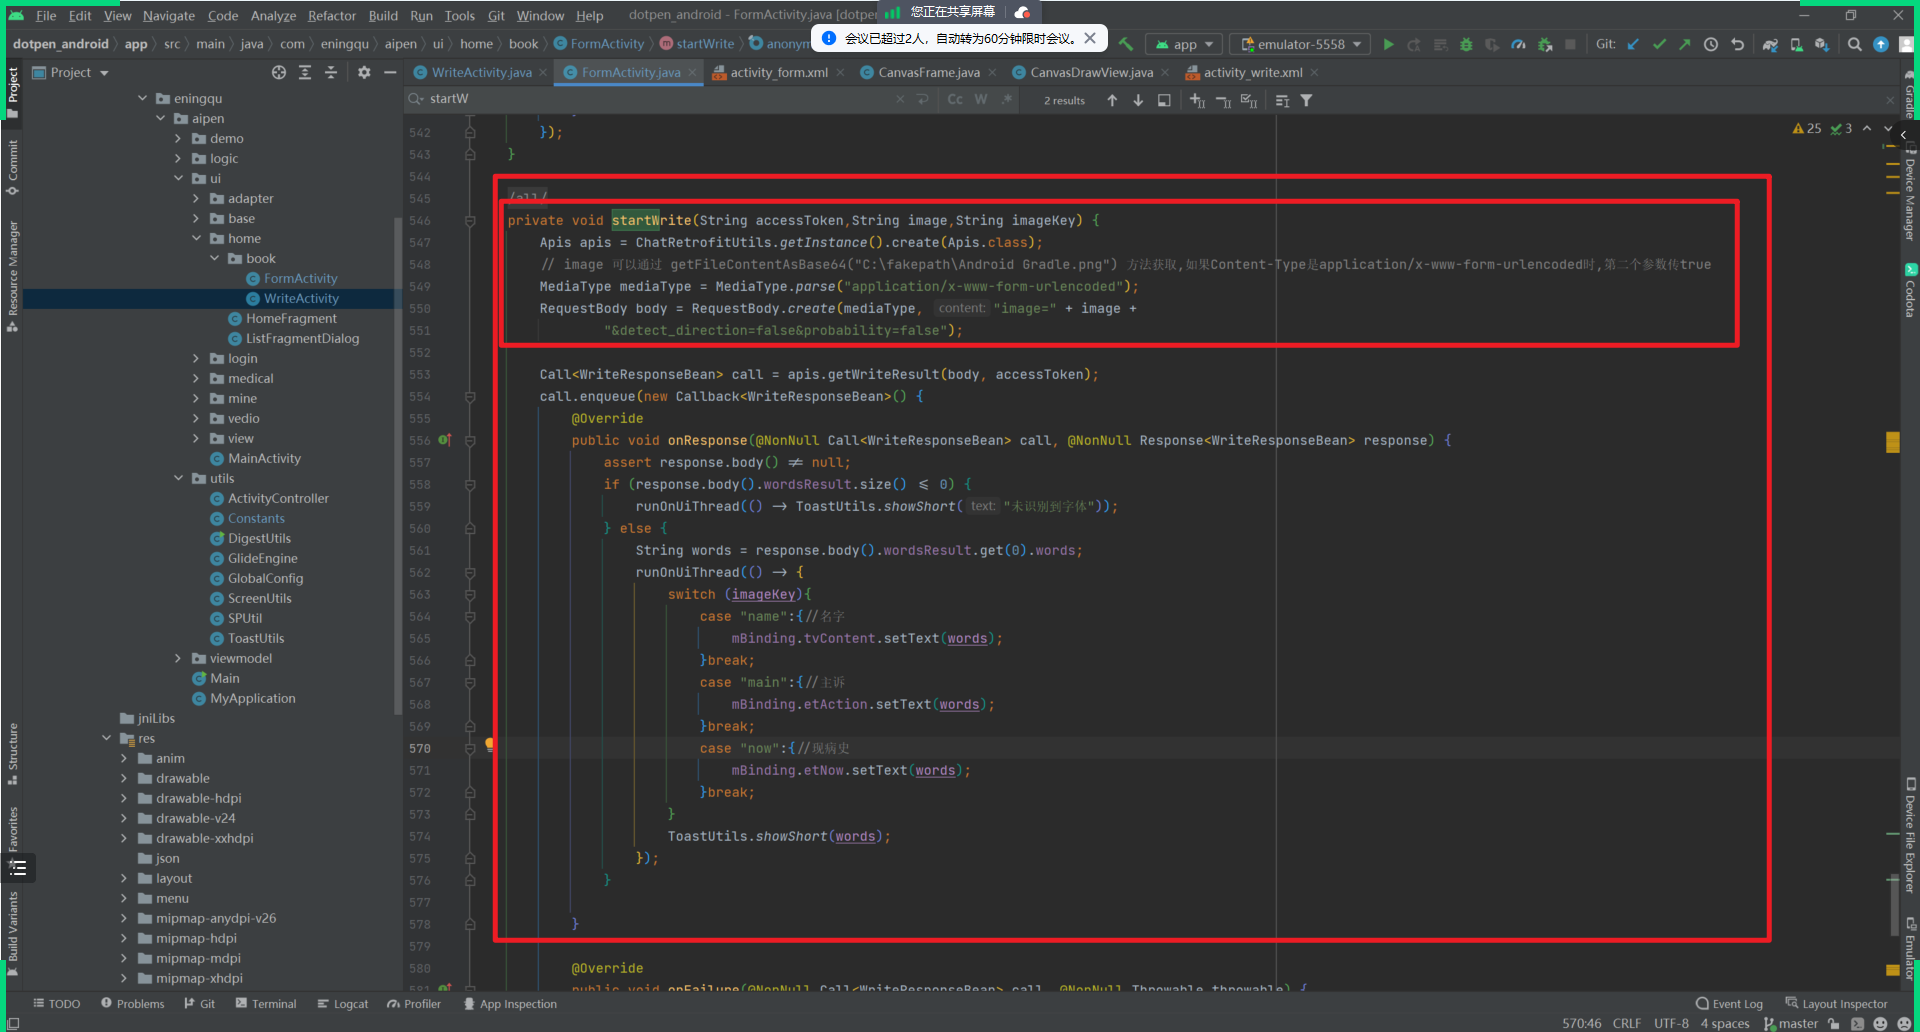 File Edit View Navigate Code Analyze Refactor Build Run Tools Git Window Help dotpen_android - FormActivity.java [dotpen
您正在共享屏幕
会议已超过2人，自动转为60分钟限时会议。
dotpen_android app src main java com eningqu aipen ui home book FormActivity startWrite anonym
app emulator-5558 Git:
Project
WriteActivity.java FormActivity.java activity_form.xml CanvasFrame.java CanvasDrawView.java activity_write.xml
startW Cc W .* 2 results
25 3
eningqu
aipen
demo
logic
ui
adapter
base
home
book
FormActivity
WriteActivity
HomeFragment
ListFragmentDialog
login
medical
mine
vedio
view
MainActivity
utils
ActivityController
Constants
DigestUtils
GlideEngine
GlobalConfig
ScreenUtils
SPUtil
ToastUtils
viewmodel
Main
MyApplication
jniLibs
res
anim
drawable
drawable-hdpi
drawable-v24
drawable-xxhdpi
json
layout
menu
mipmap-anydpi-v26
mipmap-hdpi
mipmap-mdpi
mipmap-xhdpi
542 });
543 }
544
545 /all/
546 private void startWrite(String accessToken,String image,String imageKey) {
547 Apis apis = ChatRetrofitUtils.getInstance().create(Apis.class);
548 // image 可以通过 getFileContentAsBase64("C:\fakepath\Android Gradle.png") 方法获取,如果Content-Type是application/x-www-form-urlencoded时,第二个参数传true
549 MediaType mediaType = MediaType.parse("application/x-www-form-urlencoded");
550 RequestBody body = RequestBody.create(mediaType, content: "image=" + image +
551 "&detect_direction=false&probability=false");
552
553 Call<WriteResponseBean> call = apis.getWriteResult(body, accessToken);
554 call.enqueue(new Callback<WriteResponseBean>() {
555 @Override
556 public void onResponse(@NonNull Call<WriteResponseBean> call, @NonNull Response<WriteResponseBean> response) {
557 assert response.body() ≠ null;
558 if (response.body().wordsResult.size() ≤ 0) {
559 runOnUiThread(() → ToastUtils.showShort( text: "未识别到字体"));
560 } else {
561 String words = response.body().wordsResult.get(0).words;
562 runOnUiThread(() → {
563 switch (imageKey){
564 case "name":{//名字
565 mBinding.tvContent.setText(words);
566 }break;
567 case "main":{//主诉
568 mBinding.etAction.setText(words);
569 }break;
570 case "now":{//现病史
571 mBinding.etNow.setText(words);
572 }break;
573 }
574 ToastUtils.showShort(words);
575 });
576 }
577
578 }
579
580 @Override
581 public void onFailure(@NonNull Call<WriteResponseBean> call, @NonNull Throwable throwable) {
Project
Commit
Resource Manager
Structure
Favorites
Build Variants
Gradle
Device Manager
Codota
Device File Explorer
Emulator
TODO Problems Git Terminal Logcat Profiler App Inspection Event Log Layout Inspector
570:46 CRLF UTF-8 4 spaces master